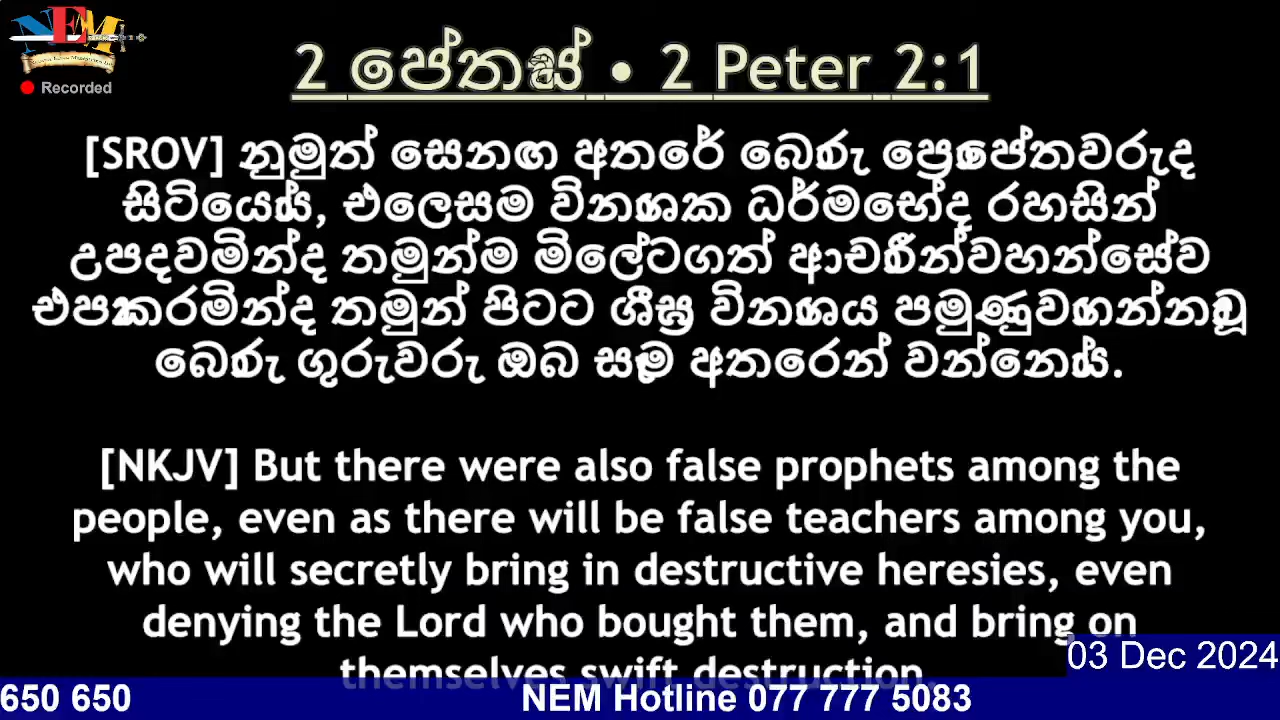 NEM
Recorded
2 පේතෘස් • 2 Peter 2:1
[SROV] නුමුත් සෙනඟ අතරේ බොරු ප්‍රොපේතවරුද
සිටියෝය, එලෙසම විනාශක ධර්මභේද රහසින්
උපදවමින්ද තමුන්ම මිලේටගත් ආචාරීන්වහන්සේව
එපාකරමින්ද තමුන් පිටට ශීඝ්‍ර විනාශය පමුණුවාගන්නාවූ
බොරු ගුරුවරු ඔබ සැම අතරෙන් වන්නෝය.
[NKJV] But there were also false prophets among the
people, even as there will be false teachers among you,
who will secretly bring in destructive heresies, even
denying the Lord who bought them, and bring on
themselves swift destruction.
03 Dec 2024
650 650 NEM Hotline 077 777 5083